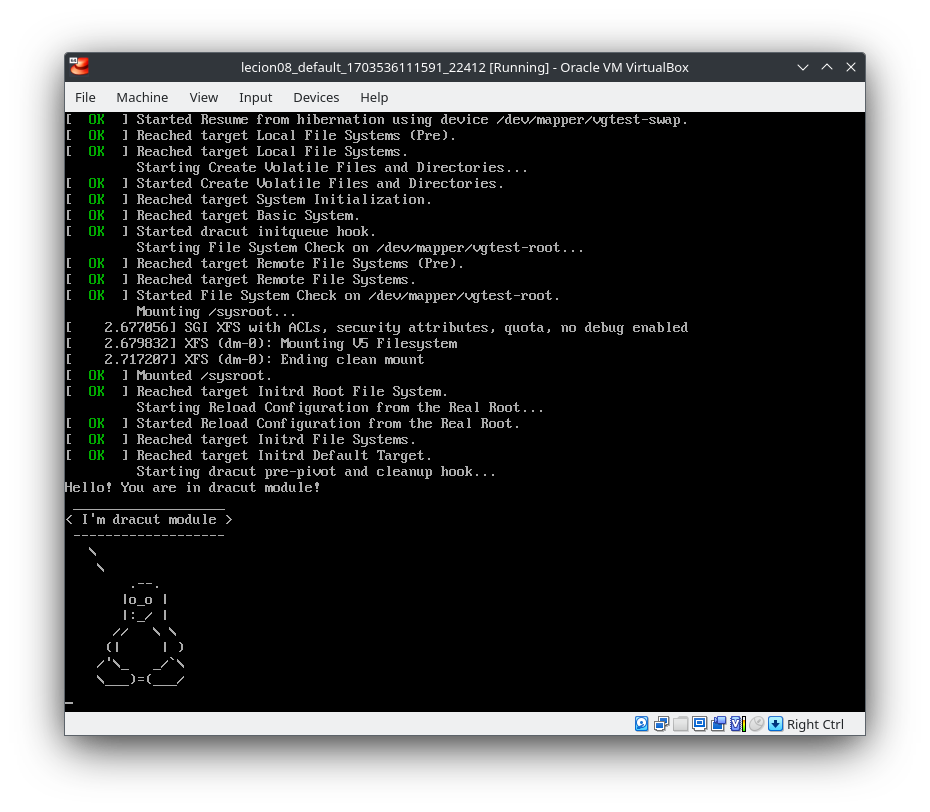 lecion08_default_1703536111591_22412 [Running] - Oracle VM VirtualBox
File Machine View Input Devices Help
[  OK  ] Started Resume from hibernation using device /dev/mapper/vgtest-swap.
[  OK  ] Reached target Local File Systems (Pre).
[  OK  ] Reached target Local File Systems.
         Starting Create Volatile Files and Directories...
[  OK  ] Started Create Volatile Files and Directories.
[  OK  ] Reached target System Initialization.
[  OK  ] Reached target Basic System.
[  OK  ] Started dracut initqueue hook.
         Starting File System Check on /dev/mapper/vgtest-root...
[  OK  ] Reached target Remote File Systems (Pre).
[  OK  ] Reached target Remote File Systems.
[  OK  ] Started File System Check on /dev/mapper/vgtest-root.
         Mounting /sysroot...
[    2.677056] SGI XFS with ACLs, security attributes, quota, no debug enabled
[    2.679832] XFS (dm-0): Mounting V5 Filesystem
[    2.717207] XFS (dm-0): Ending clean mount
[  OK  ] Mounted /sysroot.
[  OK  ] Reached target Initrd Root File System.
         Starting Reload Configuration from the Real Root...
[  OK  ] Started Reload Configuration from the Real Root.
[  OK  ] Reached target Initrd File Systems.
[  OK  ] Reached target Initrd Default Target.
         Starting dracut pre-pivot and cleanup hook...
Hello! You are in dracut module!
 ___________________
< I'm dracut module >
 -------------------
   \
    \
        .--.
       |o_o |
       |:_/ |
      //   \ \
     (|     | )
    /'\_   _/`\
    \___)=(___/
_
Right Ctrl